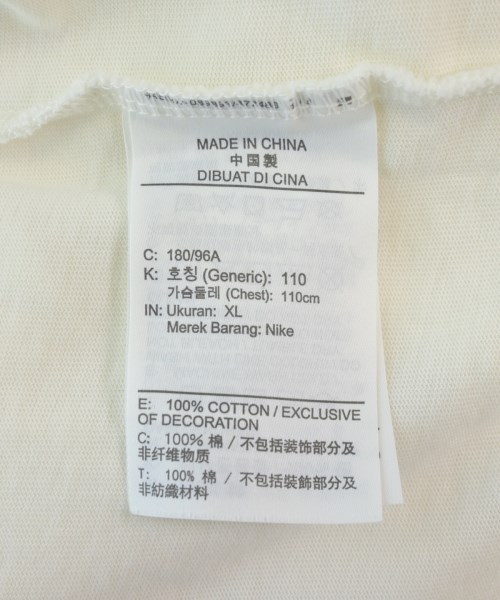 MADE IN CHINA
中国製
DIBUAT DI CINA
C: 180/96A
K: 호칭 (Generic): 110
가슴둘레 (Chest): 110cm
IN: Ukuran: XL
Merek Barang: Nike
E: 100% COTTON / EXCLUSIVE
OF DECORATION
C: 100% 棉 / 不包括装饰部分及
非纤维物质
T: 100% 棉 / 不包括裝飾部分及
非紡織材料